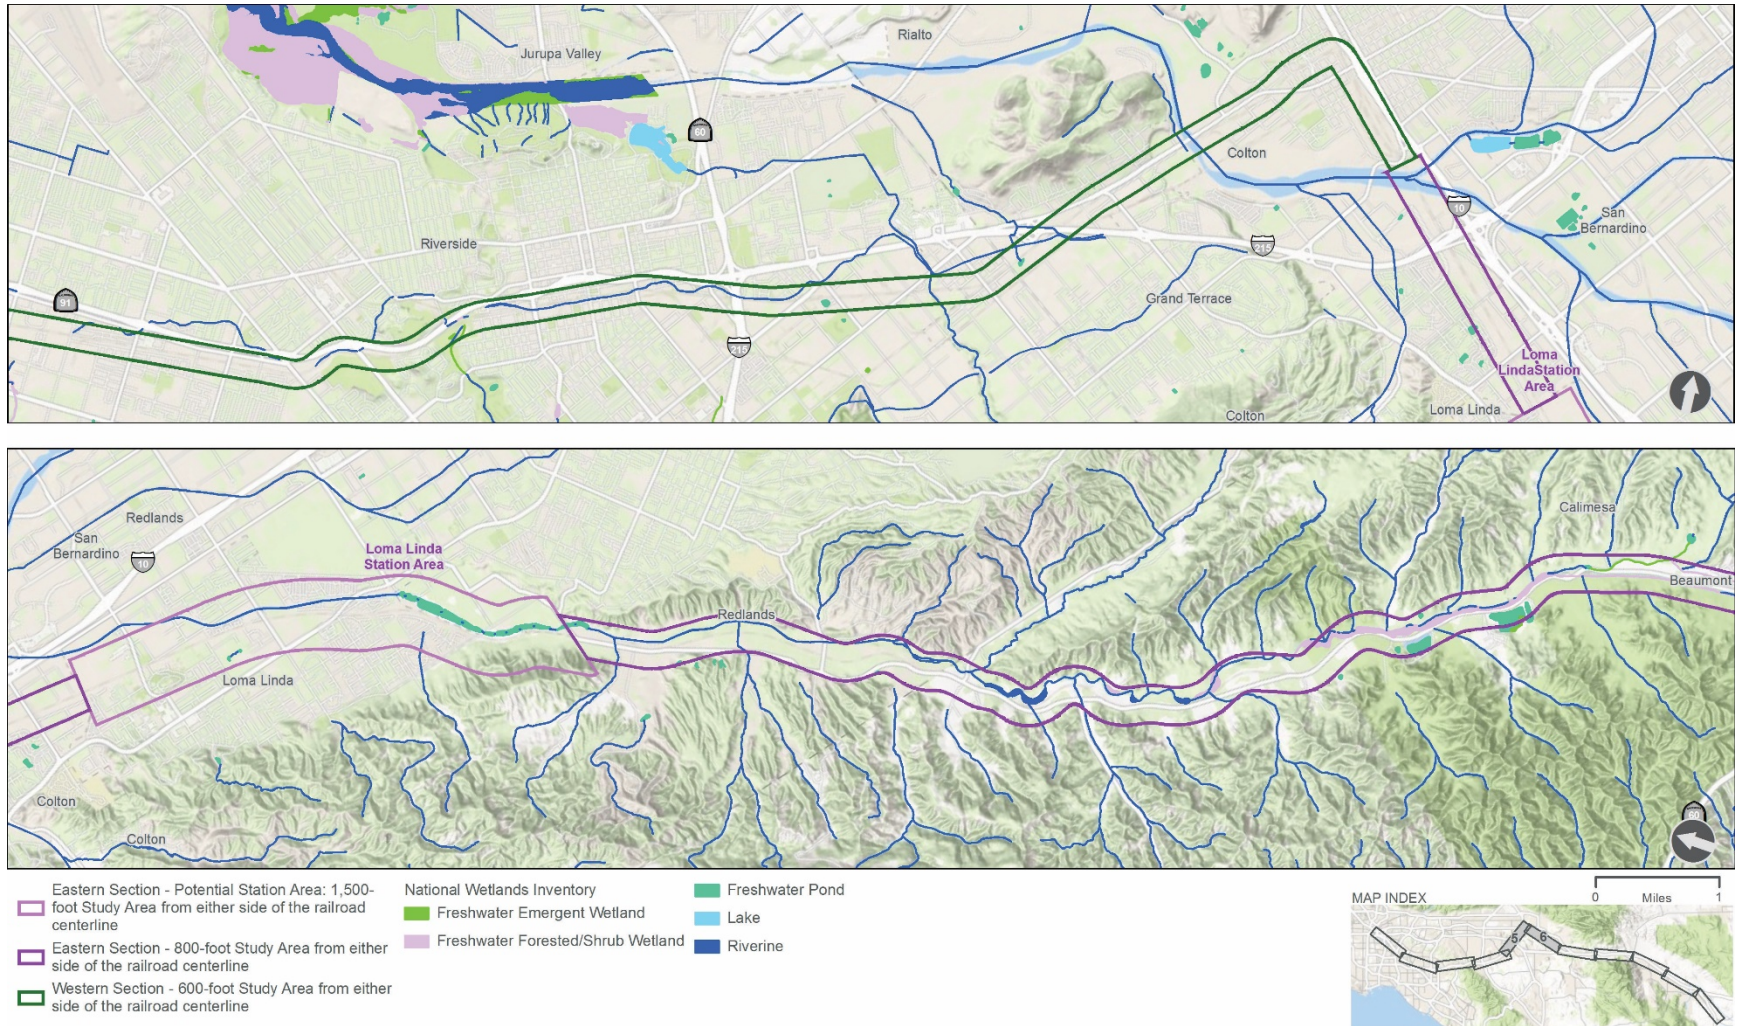 Jurupa Valley
Rialto
60
Colton
10
San
Bernardino
Riverside
215
91
Grand Terrace
215
Loma
LindaStation
Area
Loma Linda
Colton
Calimesa
Redlands
San
Bernardino
10
Loma Linda
Station Area
Beaumont
Redlands
Loma Linda
Colton
60
Colton
Eastern Section - Potential Station Area: 1,500-
foot Study Area from either side of the railroad
centerline
Eastern Section - 800-foot Study Area from either
side of the railroad centerline
Western Section - 600-foot Study Area from either
side of the railroad centerline
National Wetlands Inventory
Freshwater Emergent Wetland
Freshwater Forested/Shrub Wetland
Freshwater Pond
Lake
Riverine
MAP INDEX
0 Miles 1
5
6